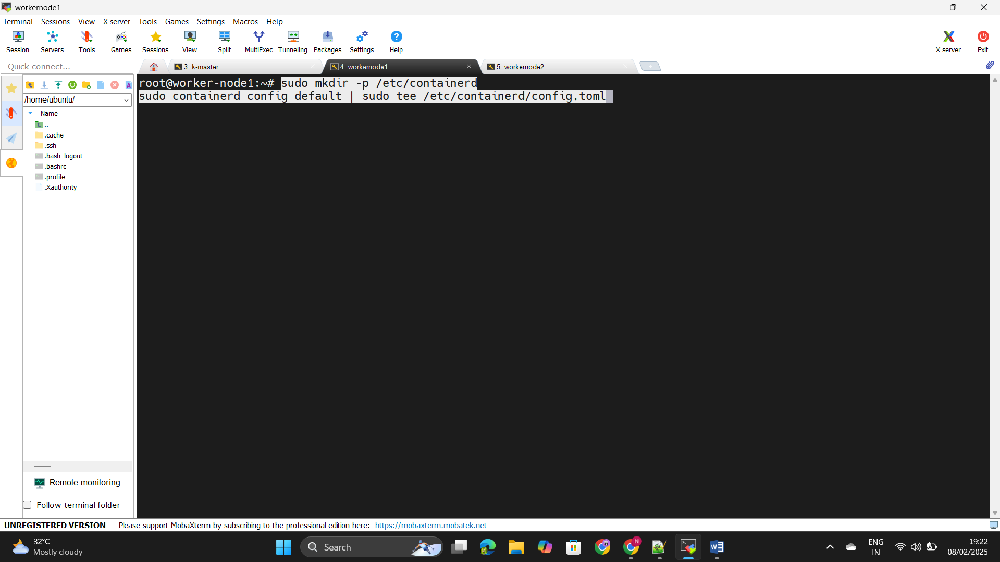 workernode1
Terminal Sessions View X server Tools Games Settings Macros Help
Session Servers Tools Games Sessions View Split MultiExec Tunneling Packages Settings Help X server Exit
Quick connect...
3. k-master
4. workernode1
5. workernode2
/home/ubuntu/
Name
..
.cache
.ssh
.bash_logout
.bashrc
.profile
.Xauthority
root@worker-node1:~# sudo mkdir -p /etc/containerd
sudo containerd config default | sudo tee /etc/containerd/config.toml
Remote monitoring
Follow terminal folder
UNREGISTERED VERSION - Please support MobaXterm by subscribing to the professional edition here: https://mobaxterm.mobatek.net
32°C
Mostly cloudy
Search
N
ENG
IN
19:22
08/02/2025